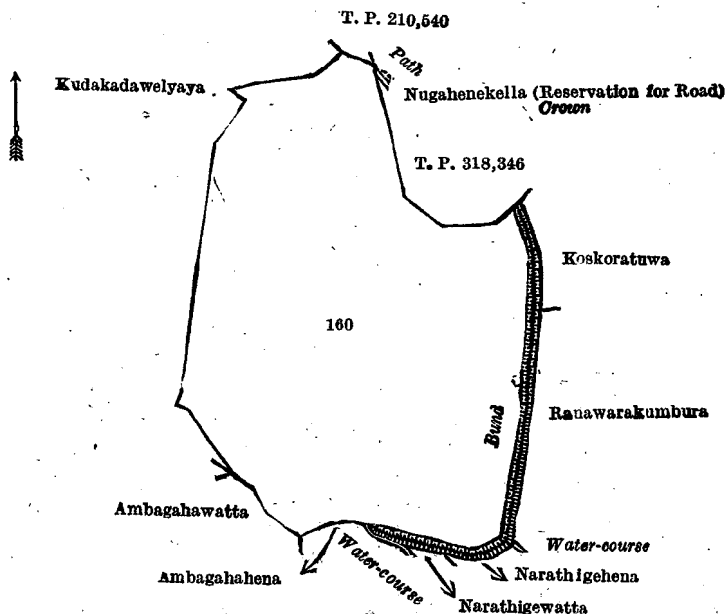 T. P. 210,540
Path
Kudakadawelyaya
Nugahenekella (Reservation for Road)
Crown
T. P. 318,346
Koskoratuwa
160
Ranawarakumbura
Bund
Ambagahawatta
Water-course
Water-course
Ambagahahena
Narathigehena
Narathigewatta